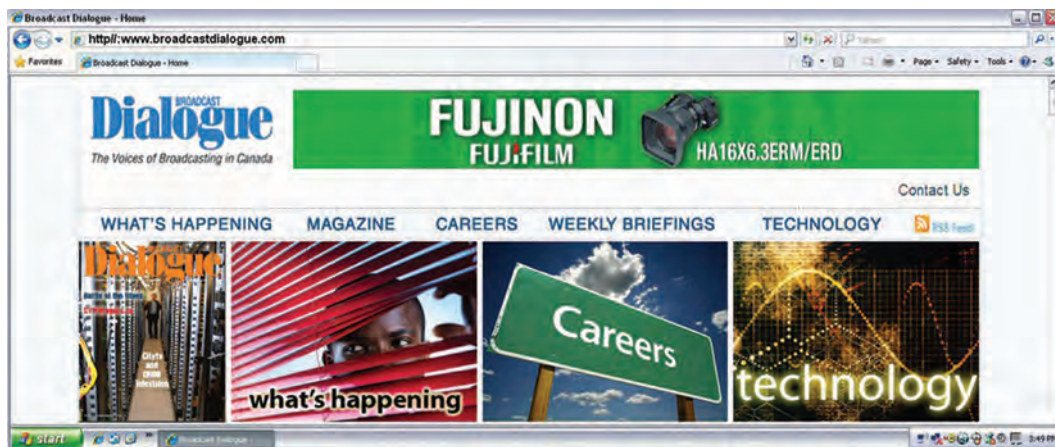 Broadcast Dialogue - Home
http//:www.broadcastdialogue.com
Favorites
Broadcast Dialogue - Home
Page
Safety
Tools
BROADCAST
Dialogue
The Voices of Broadcasting in Canada
FUJINON
FUJIFILM
HA16X6.3ERM/ERD
Contact Us
WHAT'S HAPPENING MAGAZINE CAREERS WEEKLY BRIEFINGS TECHNOLOGY
RSS Feed
Dialogue
what's happening
Careers
technology
start
Broadcast Dialogue -